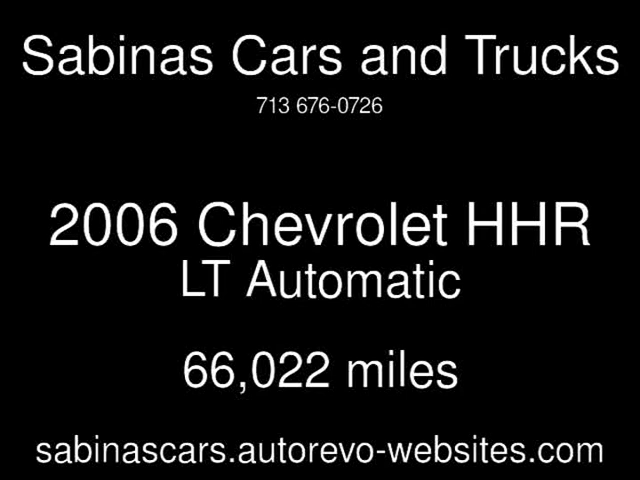 Sabinas Cars and Trucks
713 676-0726
2006 Chevrolet HHR
LT Automatic
66,022 miles
sabinascars.autorevo-websites.com